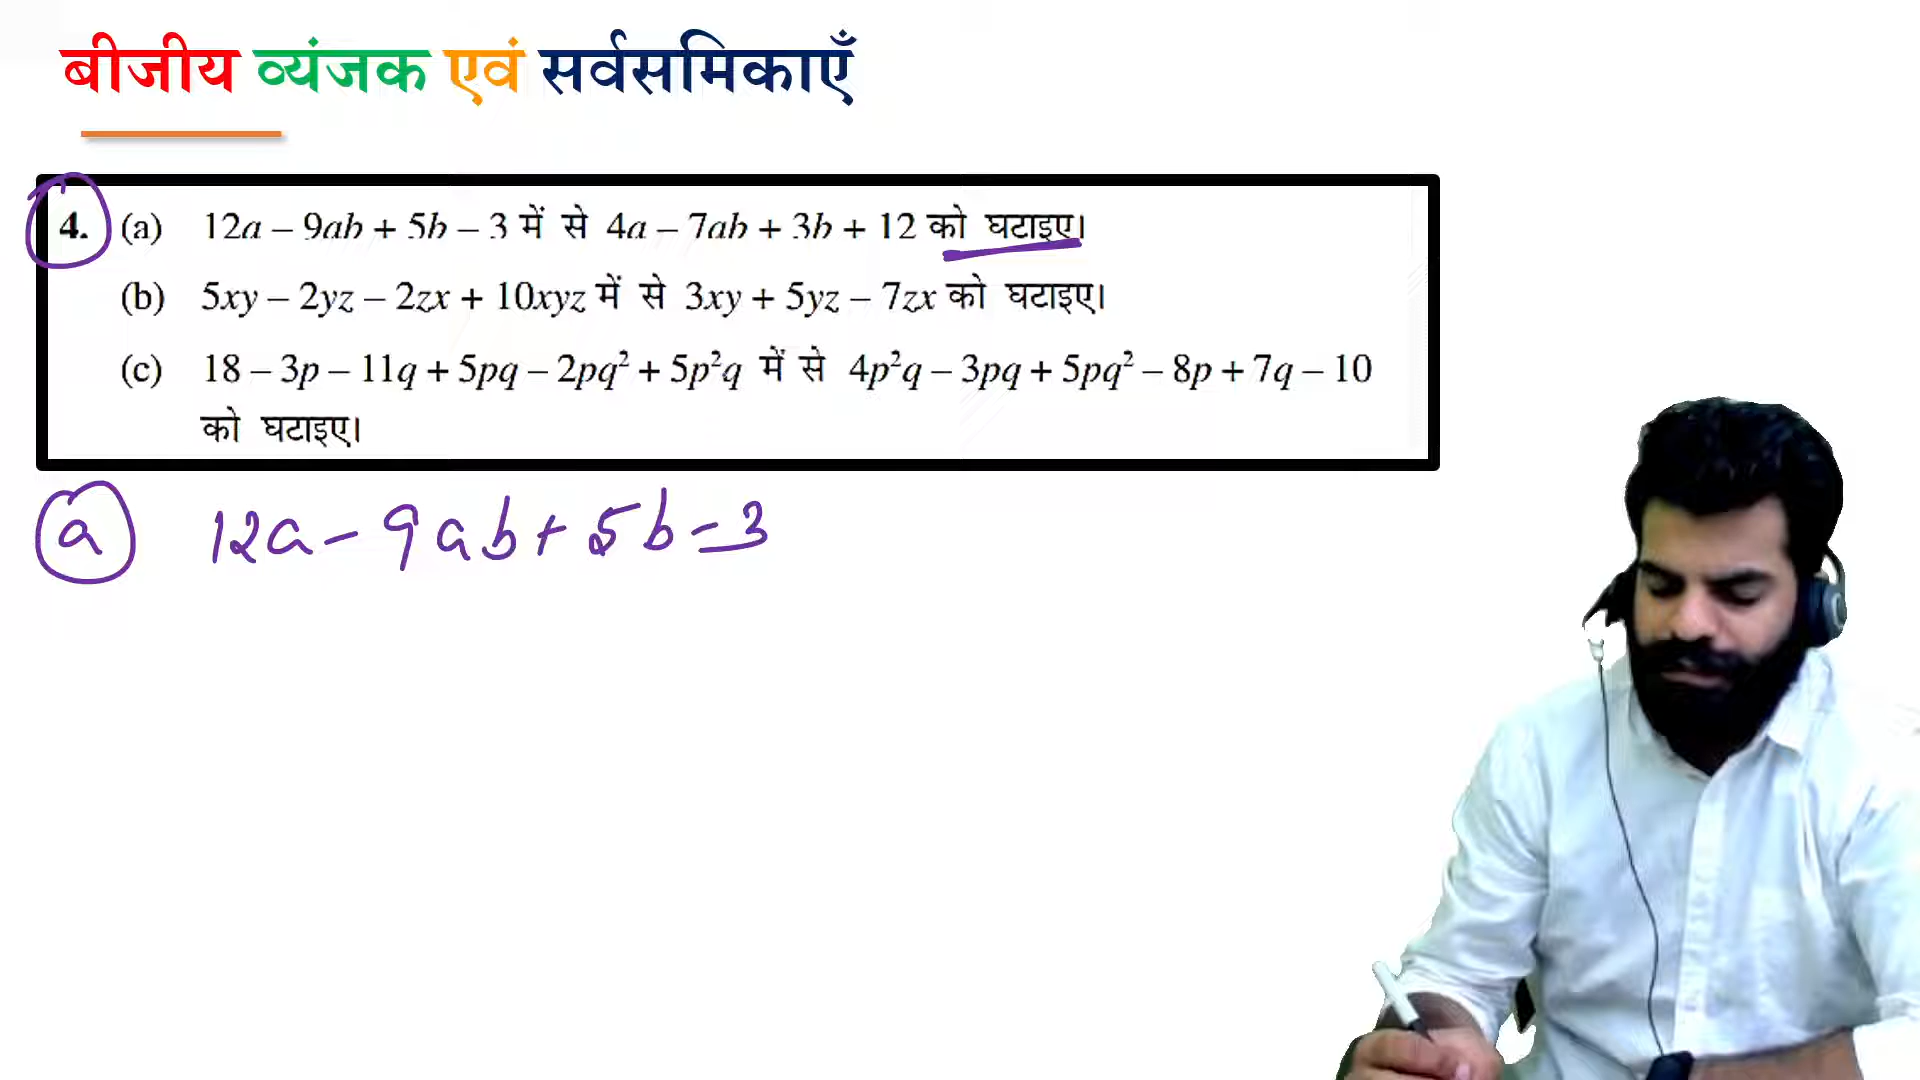 बीजीय व्यंजक एवं सर्वसमिकाएँ
4. (a) 12a – 9ab + 5b – 3 में से 4a – 7ab + 3b + 12 को घटाइए।
(b) 5xy – 2yz – 2zx + 10xyz में से 3xy + 5yz – 7zx को घटाइए।
(c) 18 – 3p – 11q + 5pq – 2pq² + 5p²q में से 4p²q – 3pq + 5pq² – 8p + 7q – 10
को घटाइए।
a 12a – 9ab + 5b – 3